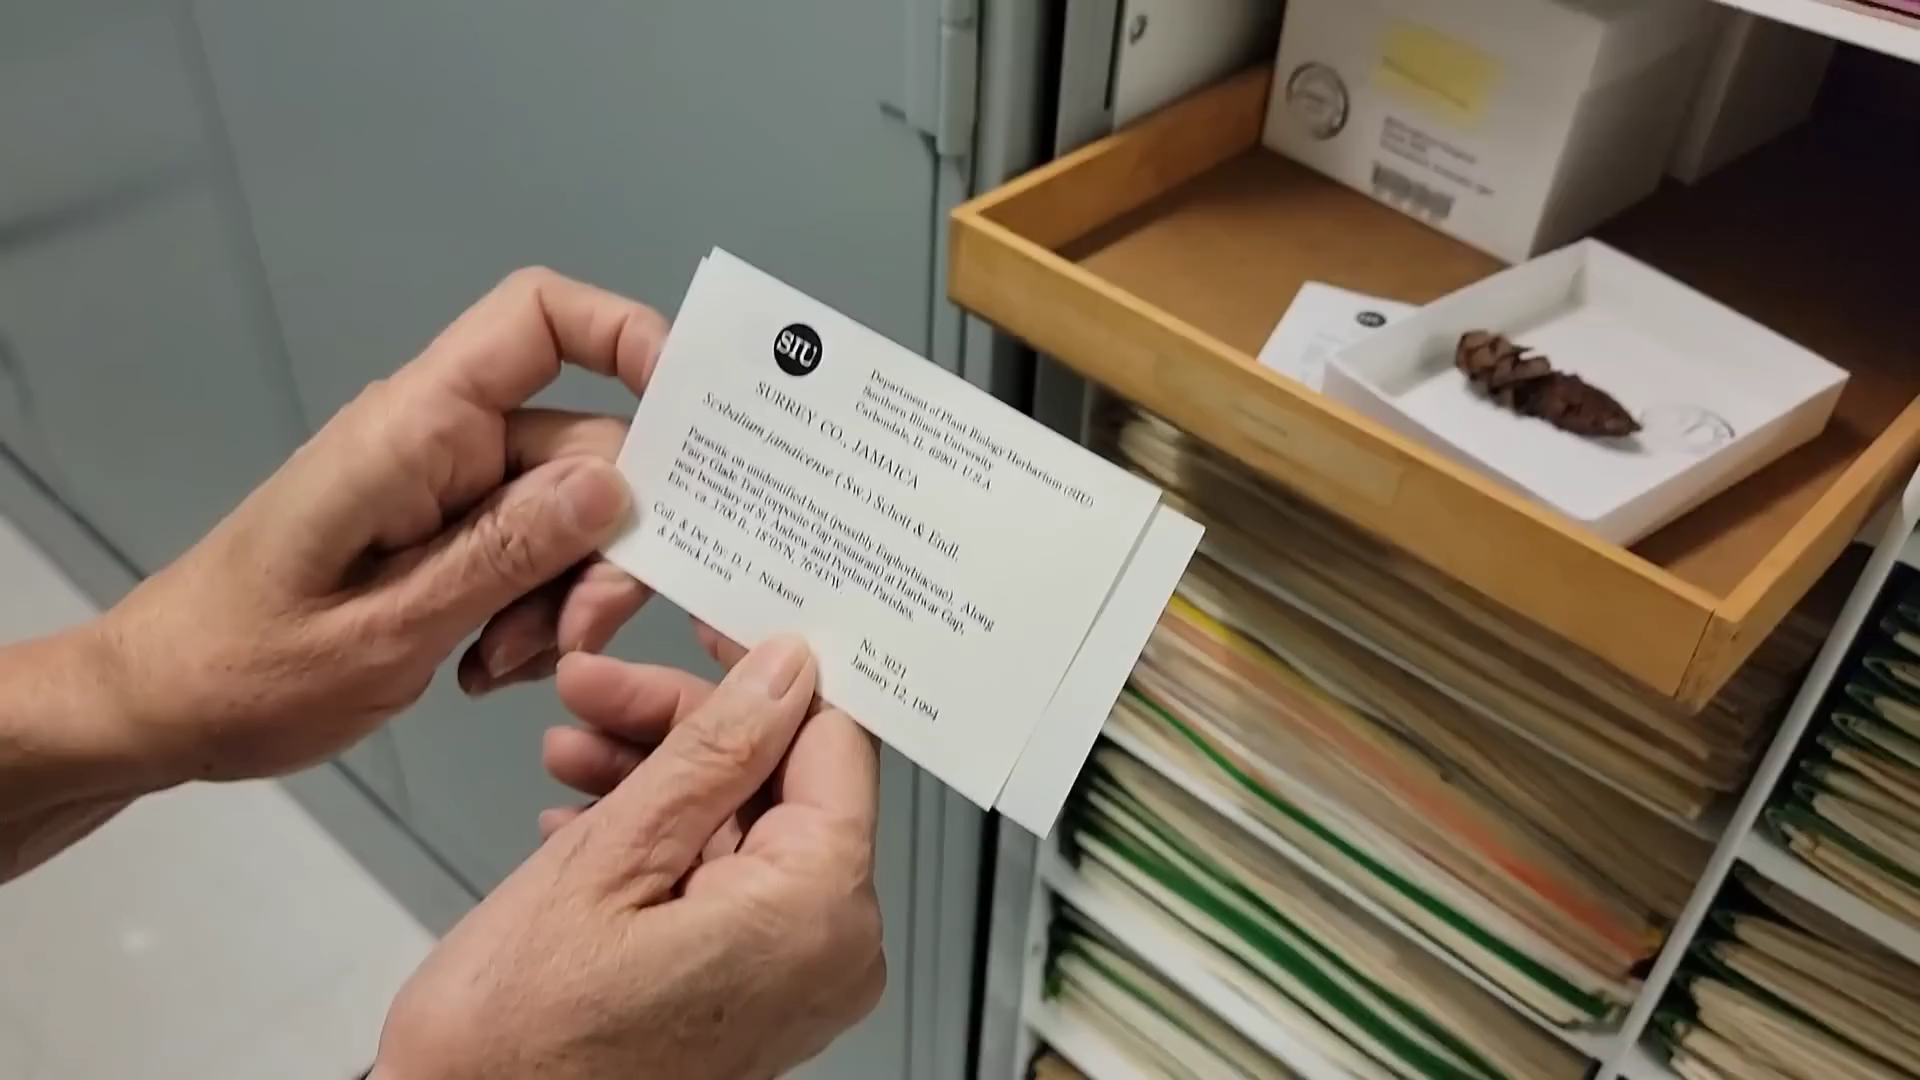 SIU
Department of Plant Biology Herbarium (SIU)
Southern Illinois University
Carbondale, IL 62901 U.S.A
SURREY CO., JAMAICA
Scybalium jamaicense (Sw.) Schott & Endl.
Parasitic on unidentified host (possibly Euphorbiaceae). Along
Fairy Glade Trail (opposite Gap restaurant) at Hardwar Gap,
near boundary of St. Andrew and Portland Parishes.
Elev. ca. 3700 ft., 18°05'N, 76°43'W.
Coll. & Det. by: D. L. Nickrent
& Patrick Lewis
No. 3021
January 12, 1994